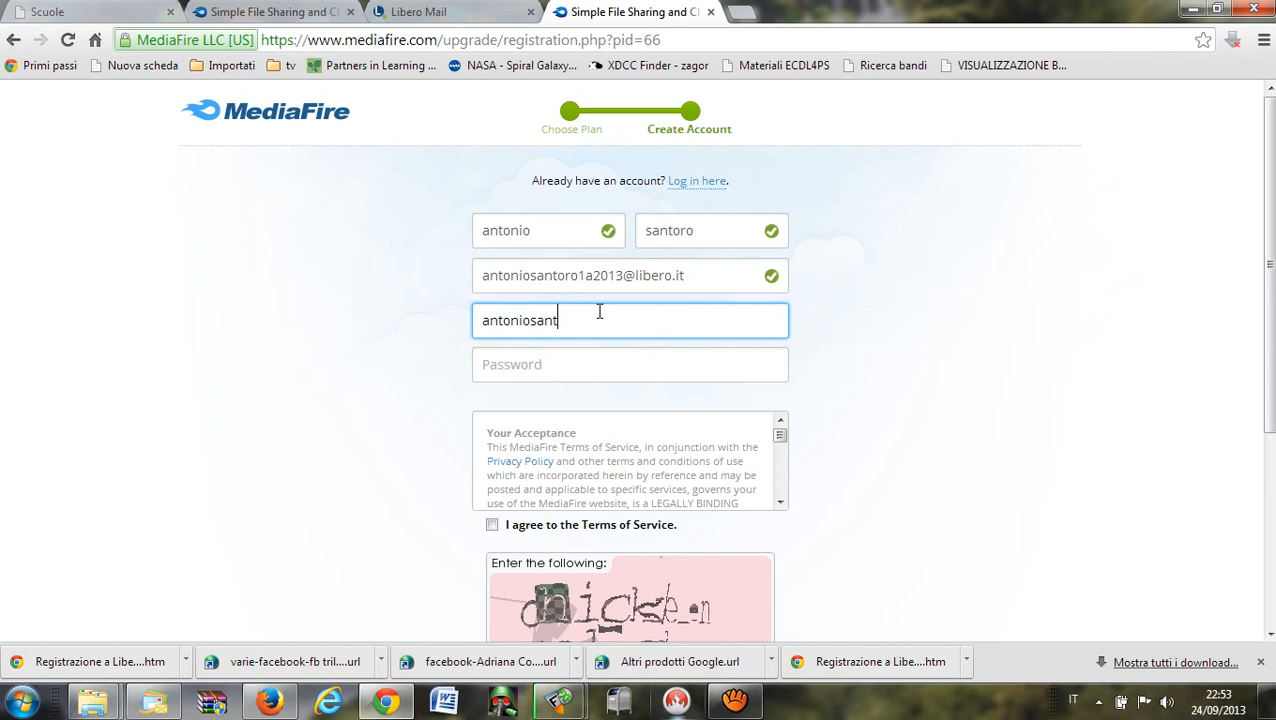 Scuole
Simple File Sharing and Cl
Libero Mail
Simple File Sharing and Cl
MediaFire LLC [US] https://www.mediafire.com/upgrade/registration.php?pid=66
Primi passi Nuova scheda Importati tv Partners in Learning ... NASA - Spiral Galaxy... XDCC Finder - zagor Materiali ECDL4PS Ricerca bandi VISUALIZZAZIONE B...
MediaFire
Choose Plan Create Account
Already have an account? Log in here.
antonio santoro
antoniosantoro1a2013@libero.it
antoniosant
Password
Your Acceptance
This MediaFire Terms of Service, in conjunction with the
Privacy Policy and other terms and conditions of use
which are incorporated herein by reference and may be
posted and applicable to specific services, governs your
use of the MediaFire website, is a LEGALLY BINDING
I agree to the Terms of Service.
Enter the following:
Registrazione a Libe....htm varie-facebook-fb tril....url facebook-Adriana Co....url Altri prodotti Google.url Registrazione a Libe....htm Mostra tutti i download...
IT 22:53
24/09/2013